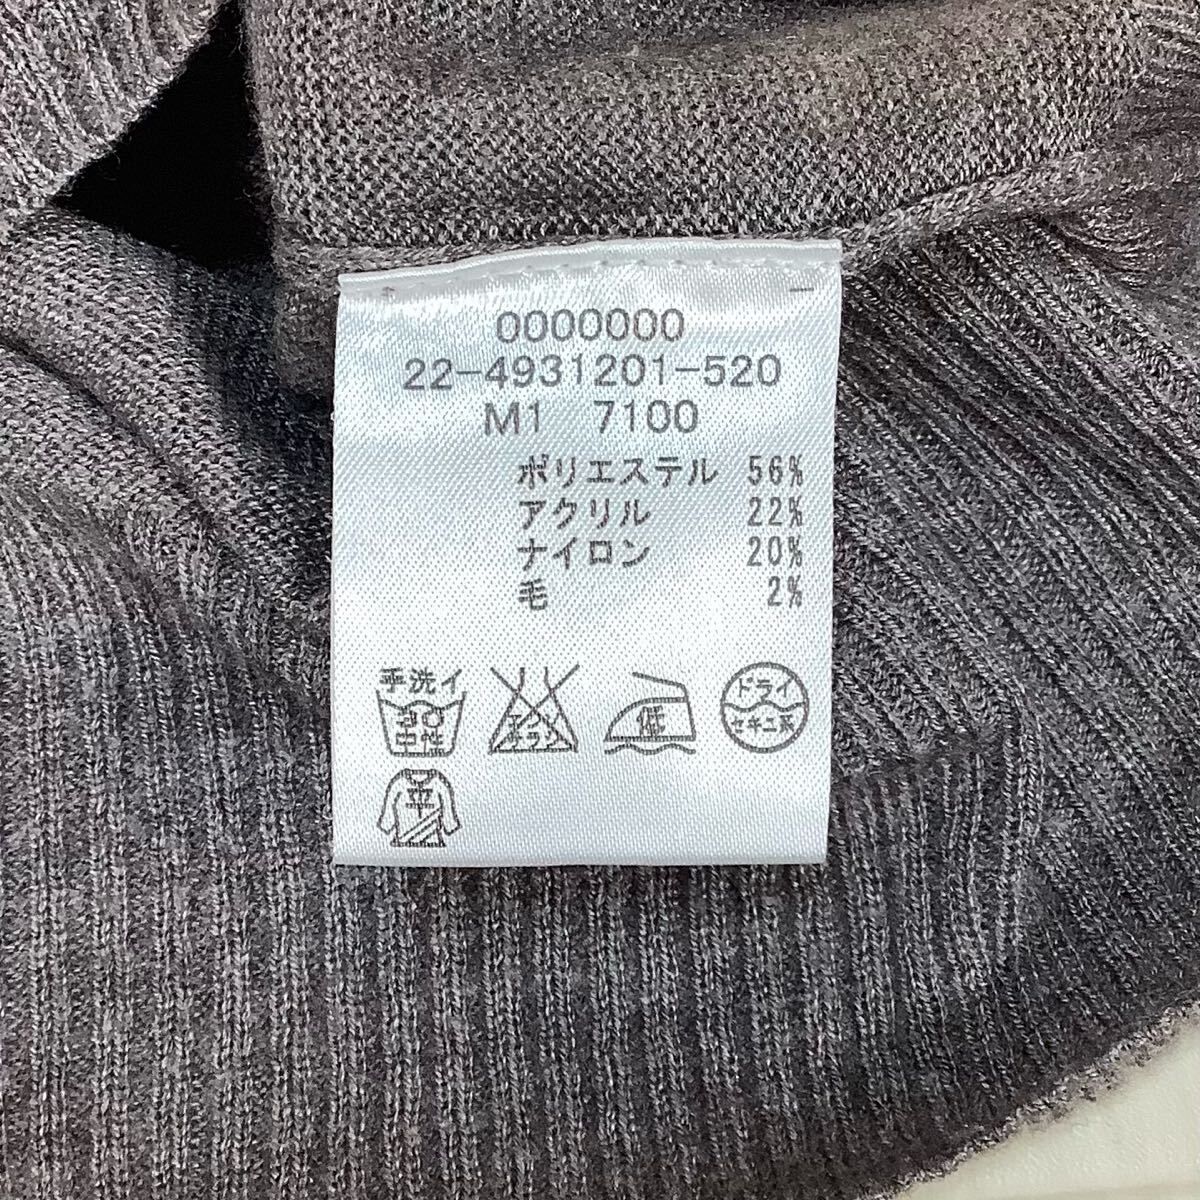 0000000
22-4931201-520
M1 7100
ポリエステル 56%
アクリル 22%
ナイロン 20%
毛 2%
手洗イ
30
中性
エンソ
サラシ
低
ドライ
セキユ系
平